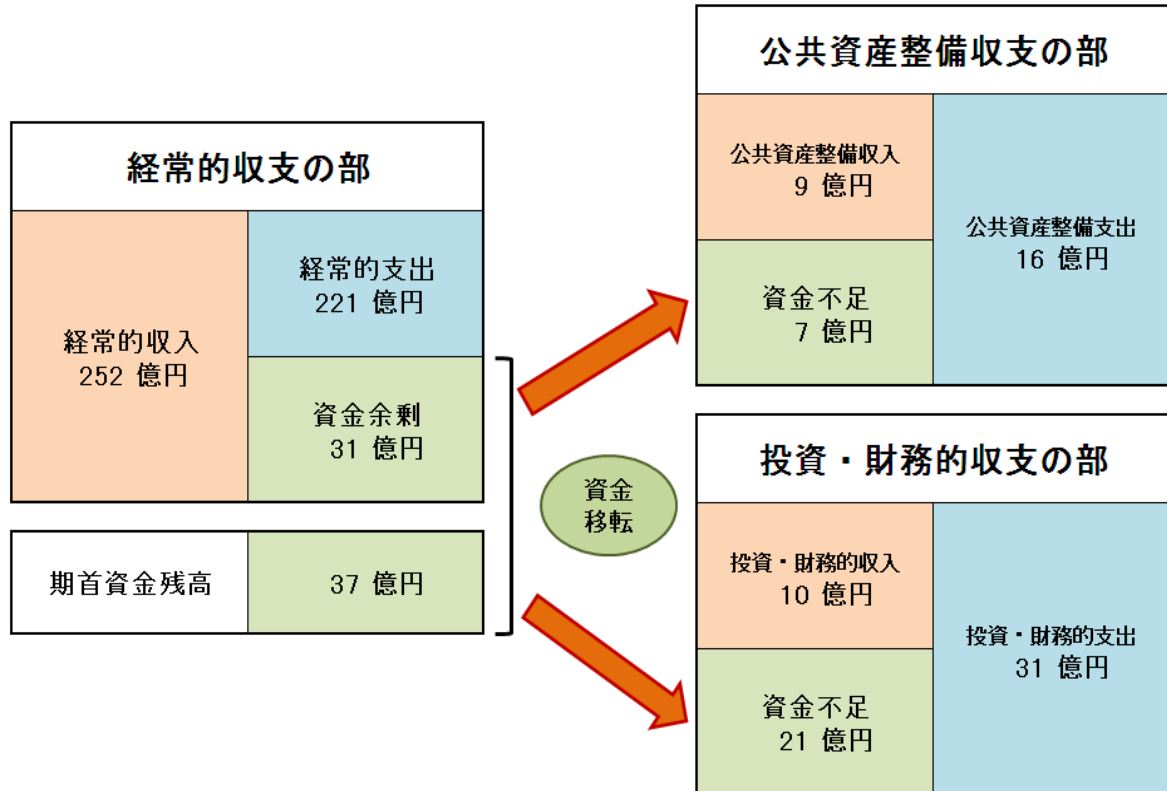 経常的収支の部
経常的収入
252 億円
経常的支出
221 億円
資金余剰
31 億円
期首資金残高
37 億円
資金
移転
公共資産整備収支の部
公共資産整備収入
9 億円
資金不足
7 億円
公共資産整備支出
16 億円
投資・財務的収支の部
投資・財務的収入
10 億円
資金不足
21 億円
投資・財務的支出
31 億円